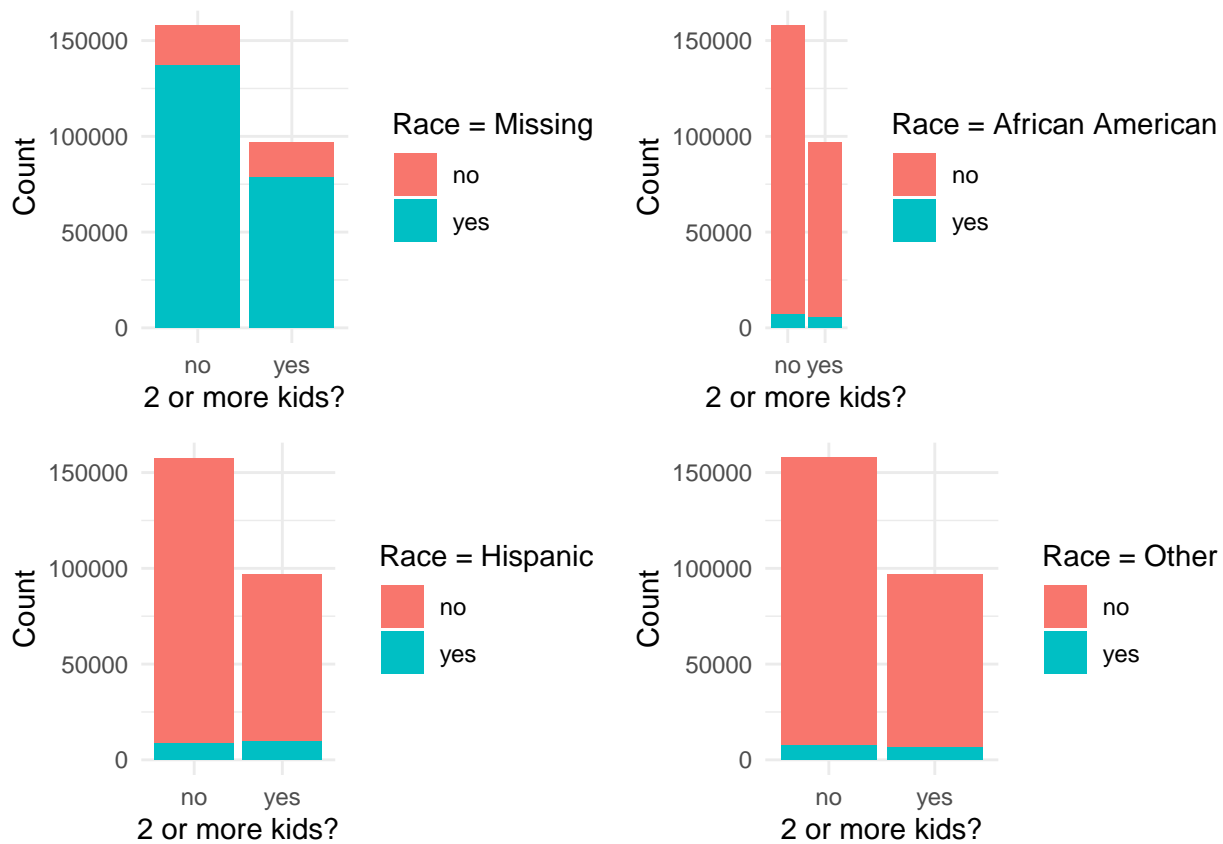 150000
100000
50000
0
Count
no yes
2 or more kids?
Race = Missing
no
yes
150000
100000
50000
0
Count
no yes
2 or more kids?
Race = African American
no
yes
150000
100000
50000
0
Count
no yes
2 or more kids?
Race = Hispanic
no
yes
150000
100000
50000
0
Count
no yes
2 or more kids?
Race = Other
no
yes